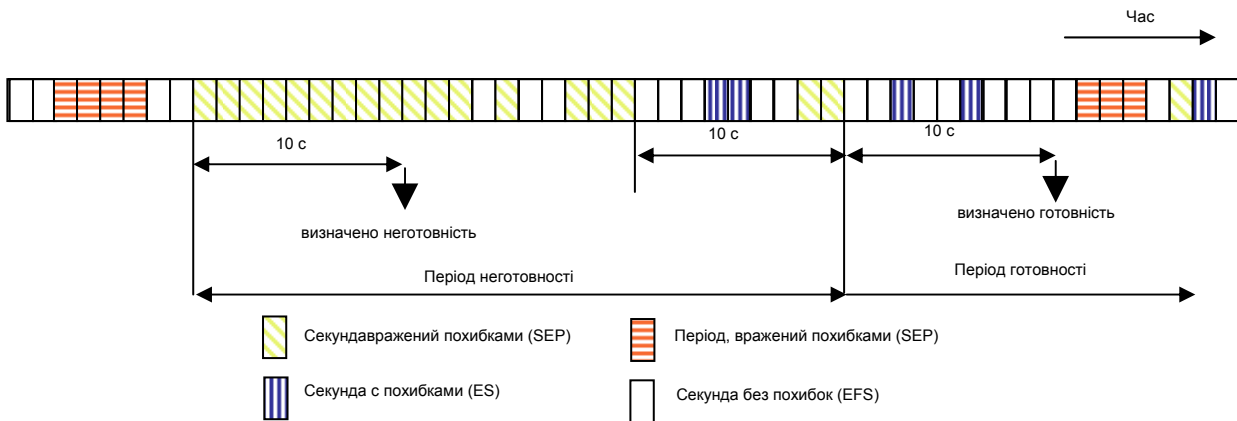 Час
10 с
10 с
10 с
визначено неготовність
визначено готовність
Період неготовності
Період готовності
Секундавражений похибками (SEP)
Період, вражений похибками (SEP)
Секунда с похибками (ES)
Секунда без похибок (EFS)